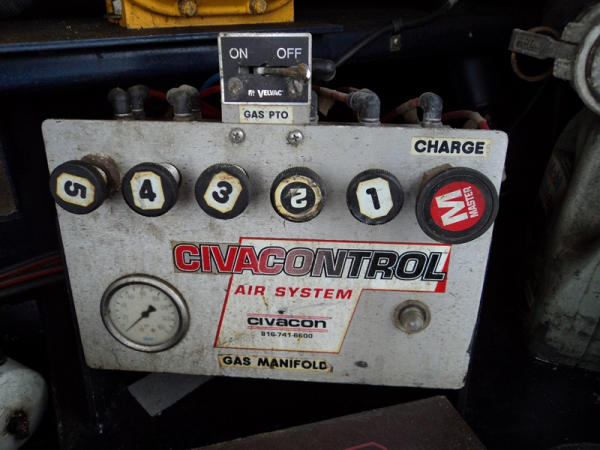 ON OFF
VELVAC
GAS PTO
CHARGE
5 4 3 2 1 M
MASTER
CIVACONTROL
AIR SYSTEM
civacon
816-741-6600
GAS MANIFOLD